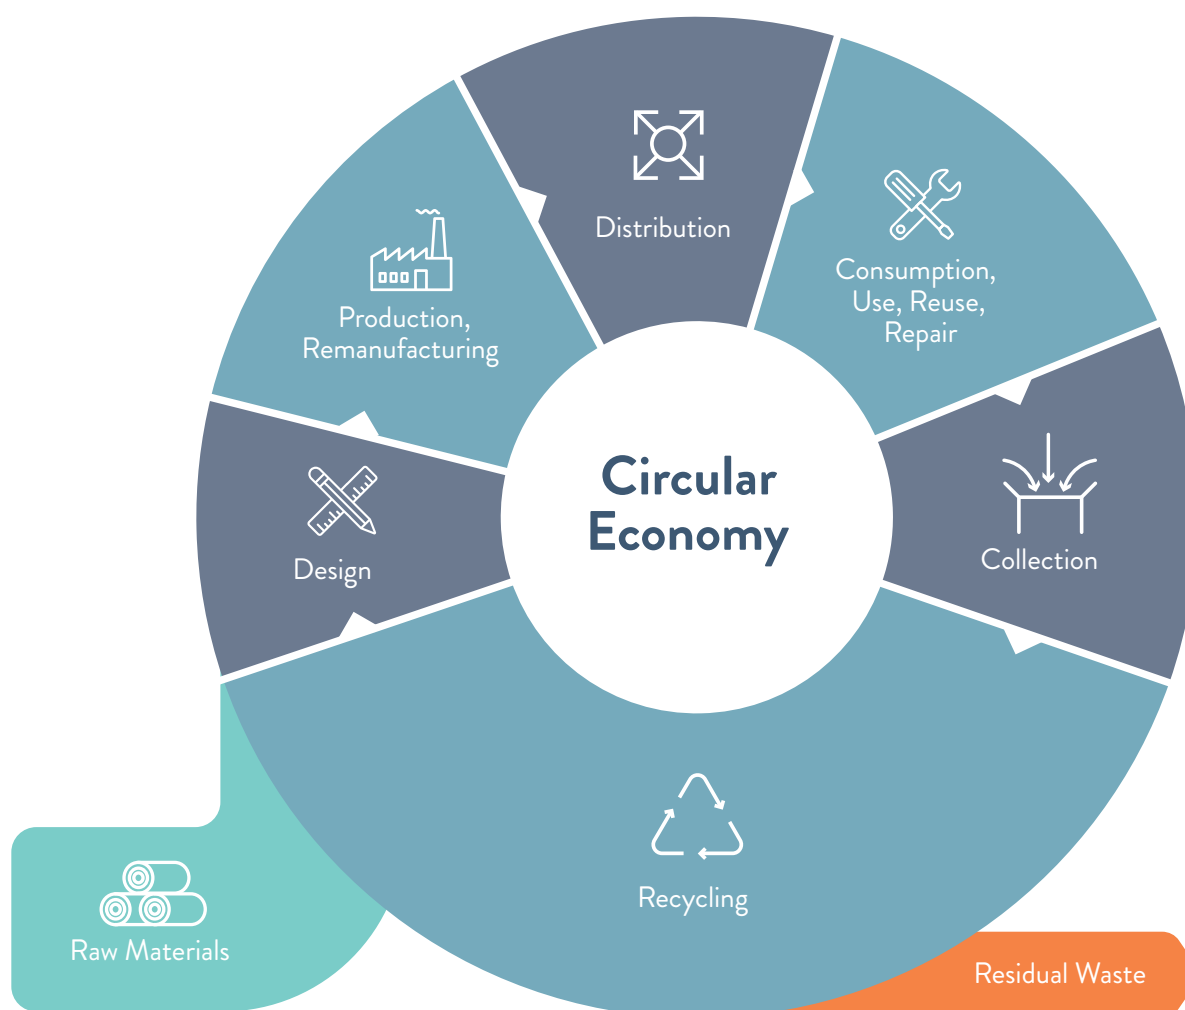 Distribution
Consumption,
Use, Reuse,
Repair
Production,
Remanufacturing
Circular
Economy
Collection
Design
Recycling
Raw Materials
Residual Waste